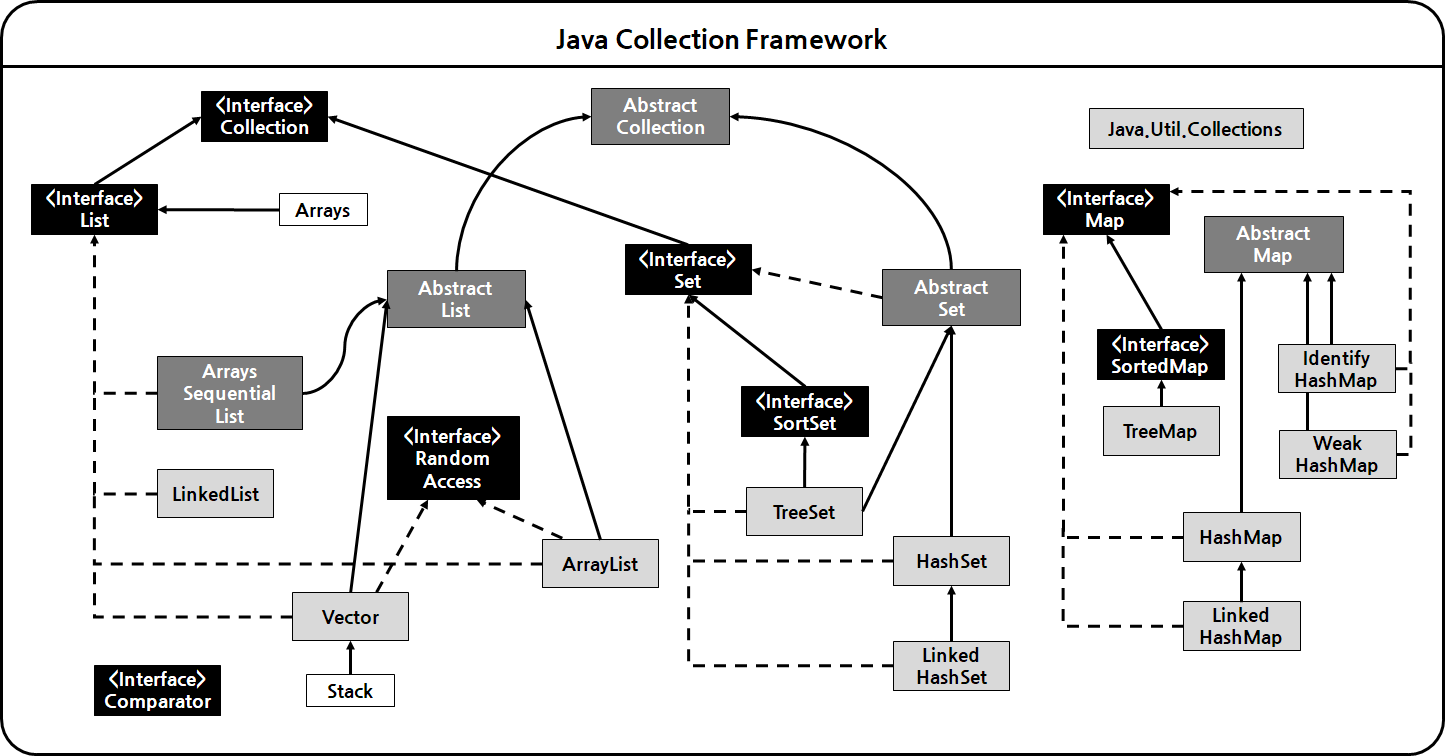 Java Collection Framework
<Interface>
Collection
Abstract
Collection
Java.Util.Collections
<Interface>
List
Arrays
<Interface>
Map
Abstract
Map
<Interface>
Set
Abstract
List
Abstract
Set
<Interface>
SortedMap
Identify
HashMap
Arrays
Sequential
List
<Interface>
SortSet
TreeMap
<Interface>
Random
Access
Weak
HashMap
LinkedList
TreeSet
HashMap
ArrayList
HashSet
Vector
Linked
HashMap
<Interface>
Comparator
Stack
Linked
HashSet